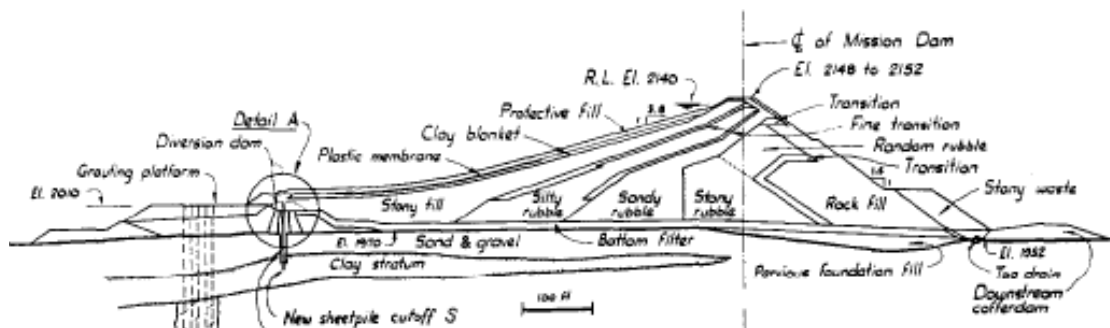 ℄ of Mission Dam
El. 2148 to 2152
R.L. El. 2140
Transition
Protective fill
Fine transition
Detail A
Clay blanket
Random rubble
Diversion dam
Plastic membrane
Transition
Grouting platform
Stony waste
El. 2010
Stony fill
Silty
rubble
Sandy
rubble
Stony
rubble
Rock fill
El. 1970
Sand & gravel
Bottom filter
El. 1952
Clay stratum
Pervious foundation fill
Toe drain
Downstream
cofferdam
100 ft
New sheetpile cutoff S